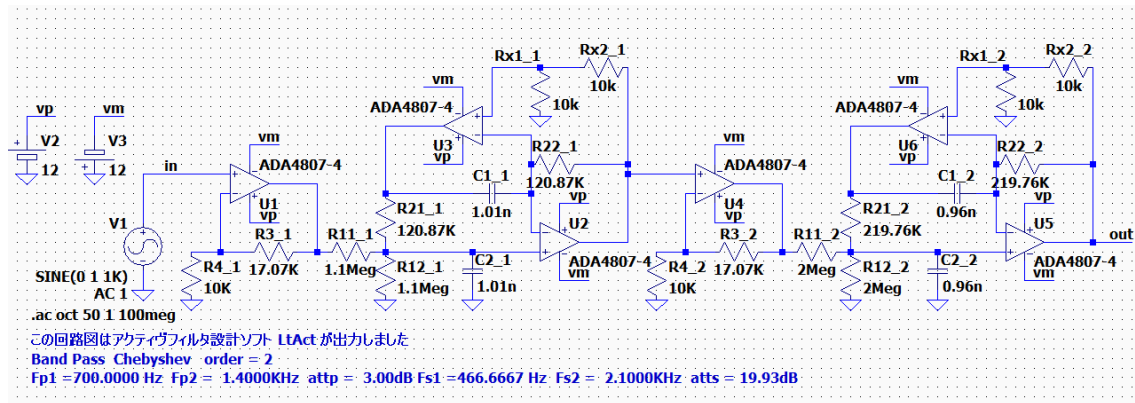 Rx1_1
Rx2_1
Rx1_2
Rx2_2
vm
10k
vm
10k
10k
10k
ADA4807-4
ADA4807-4
vp
vm
V2
V3
vm
U3
vm
U6
12
12
in
ADA4807-4
vp
R22_1
ADA4807-4
vp
R22_2
C1_1
120.87K
C1_2
219.76K
U1
U2
vp
U4
U5
vp
vp
R21_1
1.01n
vp
R21_2
0.96n
V1
R3_1
R11_1
120.87K
R3_2
R11_2
219.76K
out
R4_1
17.07K
1.1Meg
R12_1
C2_1
ADA4807-4
R4_2
17.07K
2Meg
R12_2
C2_2
ADA4807-4
vm
vm
SINE(0 1 1K)
10K
1.1Meg
1.01n
10K
2Meg
0.96n
AC 1
.ac oct 50 1 100meg
この回路図はアクティヴフィルタ設計ソフト LtActが出力しました
Band Pass Chebyshev order = 2
Fp1 =700.0000 Hz Fp2 = 1.4000KHz attp = 3.00dB Fs1 =466.6667 Hz Fs2 = 2.1000KHz atts = 19.93dB